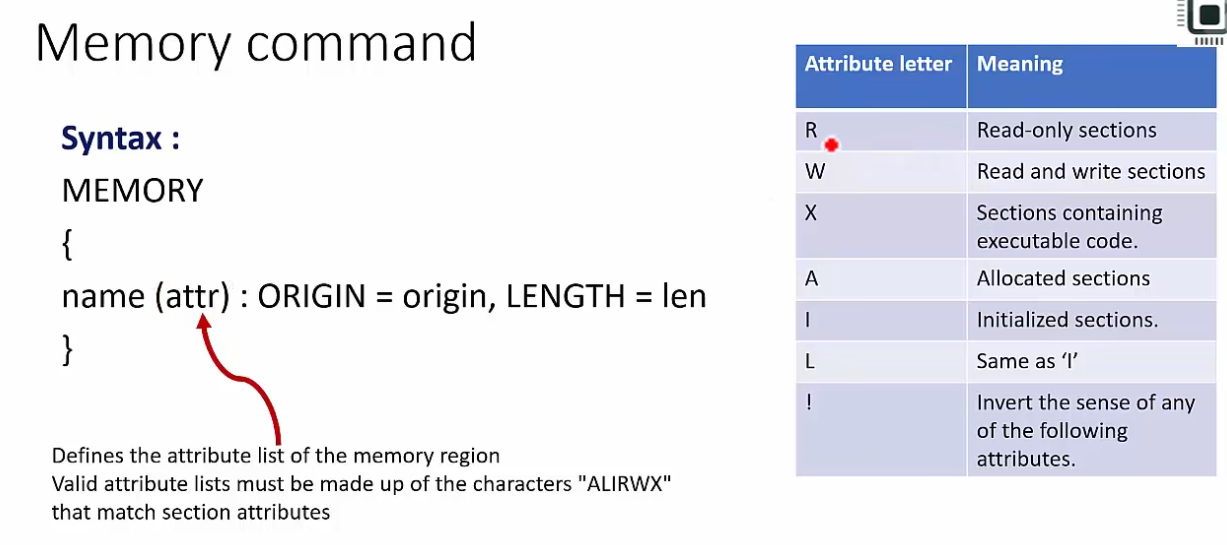 Memory command
Syntax :
MEMORY
{
name (attr) : ORIGIN = origin, LENGTH = len
}
Defines the attribute list of the memory region
Valid attribute lists must be made up of the characters "ALIRWX"
that match section attributes
Attribute letter Meaning
R Read-only sections
W Read and write sections
X Sections containing
executable code.
A Allocated sections
I Initialized sections.
L Same as ‘I’
! Invert the sense of any
of the following
attributes.